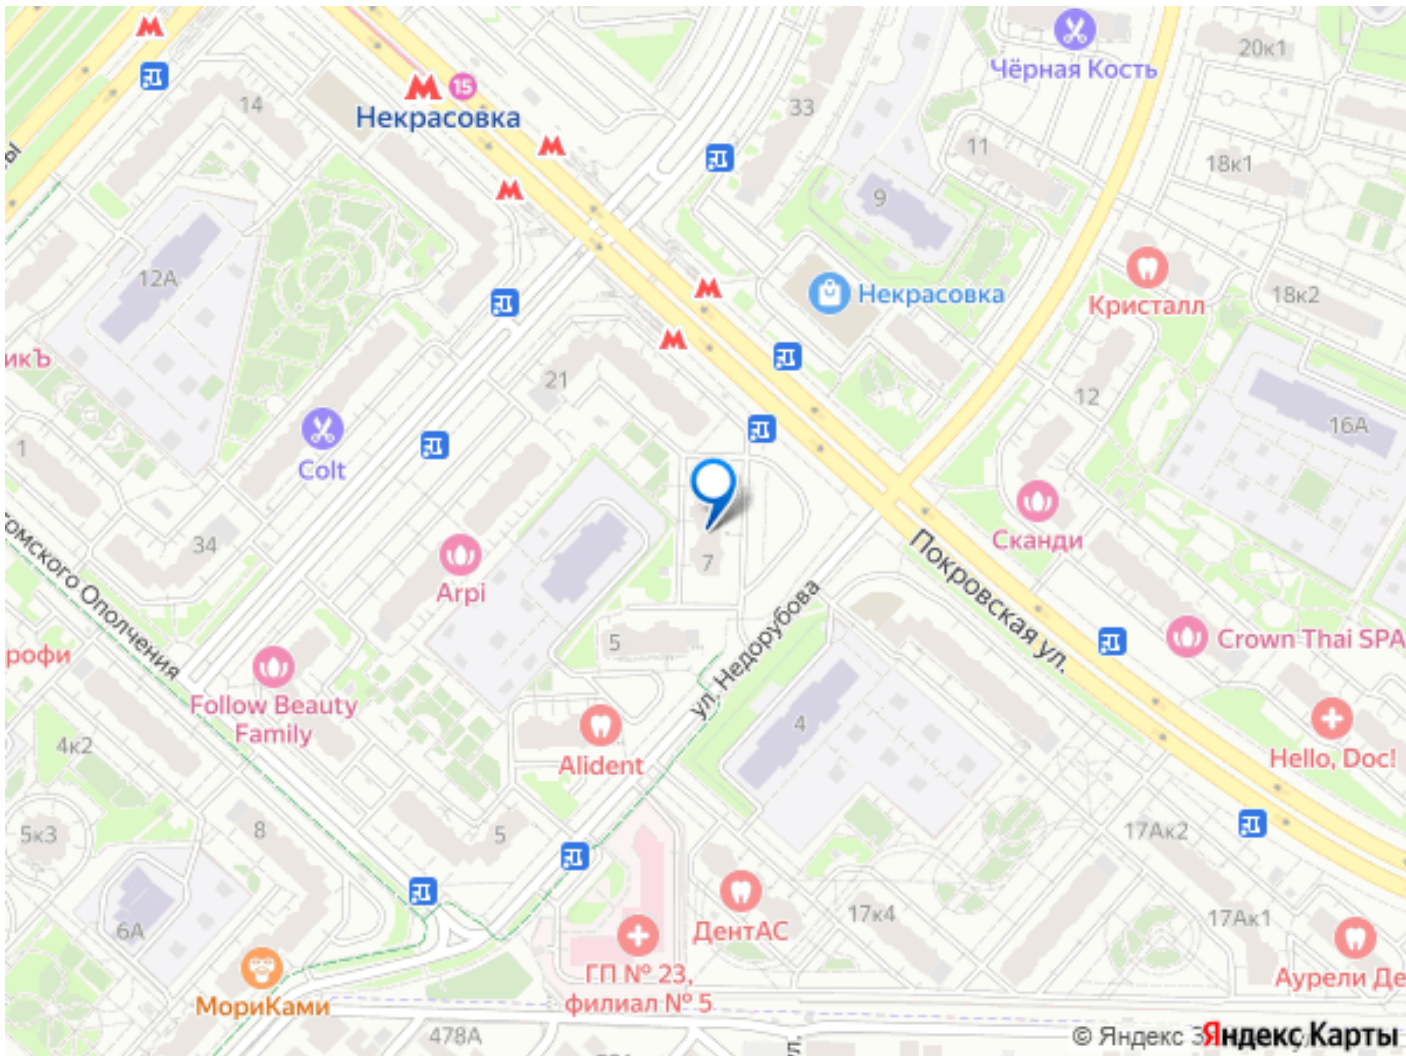 15
Некрасовка
14
33
Чёрная Кость
20к1
11
18к1
9
12А
Некрасовка
Кристалл
18к2
икЪ
21
12
16А
1
Colt
34
Arpi
7
Сканди
Покровская ул.
омского Ополчения
5
ул. Недорубова
Crown Thai SPA
рофи
Follow Beauty
Family
4
4к2
Alident
Hello, Doc!
5к3
8
5
17Ак2
6А
ДентАС
17к4
17Ак1
МориКами
ГП № 23,
филиал № 5
Аурели Де
478А
ул.
© Яндекс
Яндекс Карты